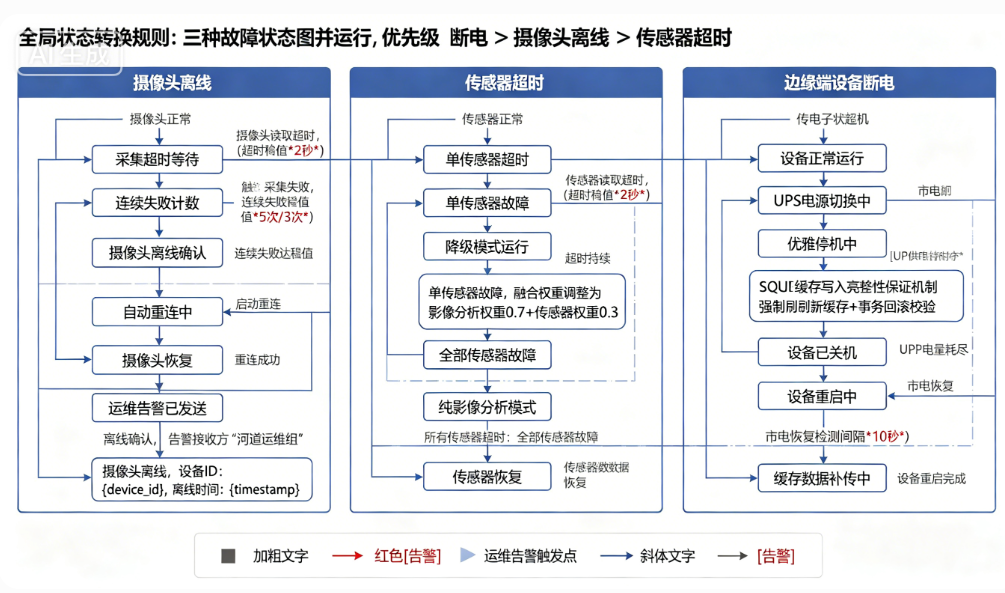 全局状态转换规则：三种故障状态图并运行，优先级 断电 > 摄像头离线 > 传感器超时
AI生成
摄像头离线
摄像头正常
采集超时等待
摄像头读取超时，
(超时阈值*2秒*)
连续失败计数
采集失败，
连续失败
值*5次/3次*)
摄像头离线确认
连续失败达阈值
自动重连中
启动重连
摄像头恢复
重连成功
运维告警已发送
离线确认， 告警接收方“河道运维组”
摄像头离线，设备ID：
{device_id}, 离线时间：{timestamp}
传感器超时
传感器正常
单传感器超时
传感器读取超时，
(超时阈值*2秒*)
单传感器故障
降级模式运行
超时持续
单传感器故障，融合权重调整为
影像分析权重0.7+传感器权重0.3
全部传感器故障
纯影像分析模式
所有传感器超时：全部传感器故障
传感器恢复
传感器数数据
恢复
边缘端设备断电
传电子状超机
设备正常运行
UPS电源切换中
市电
优雅停机中
缓存写入亮整性保证机制
强制刷刷新缓存+事务回滚校验
设备已关机
UPP电量耗尽
设备重启中
市电恢复
市电恢复检测间隔*10秒*)
缓存数据补传中
设备重启完成
加粗文字
红色[告警]
运维告警触发点
斜体文字
[告警]